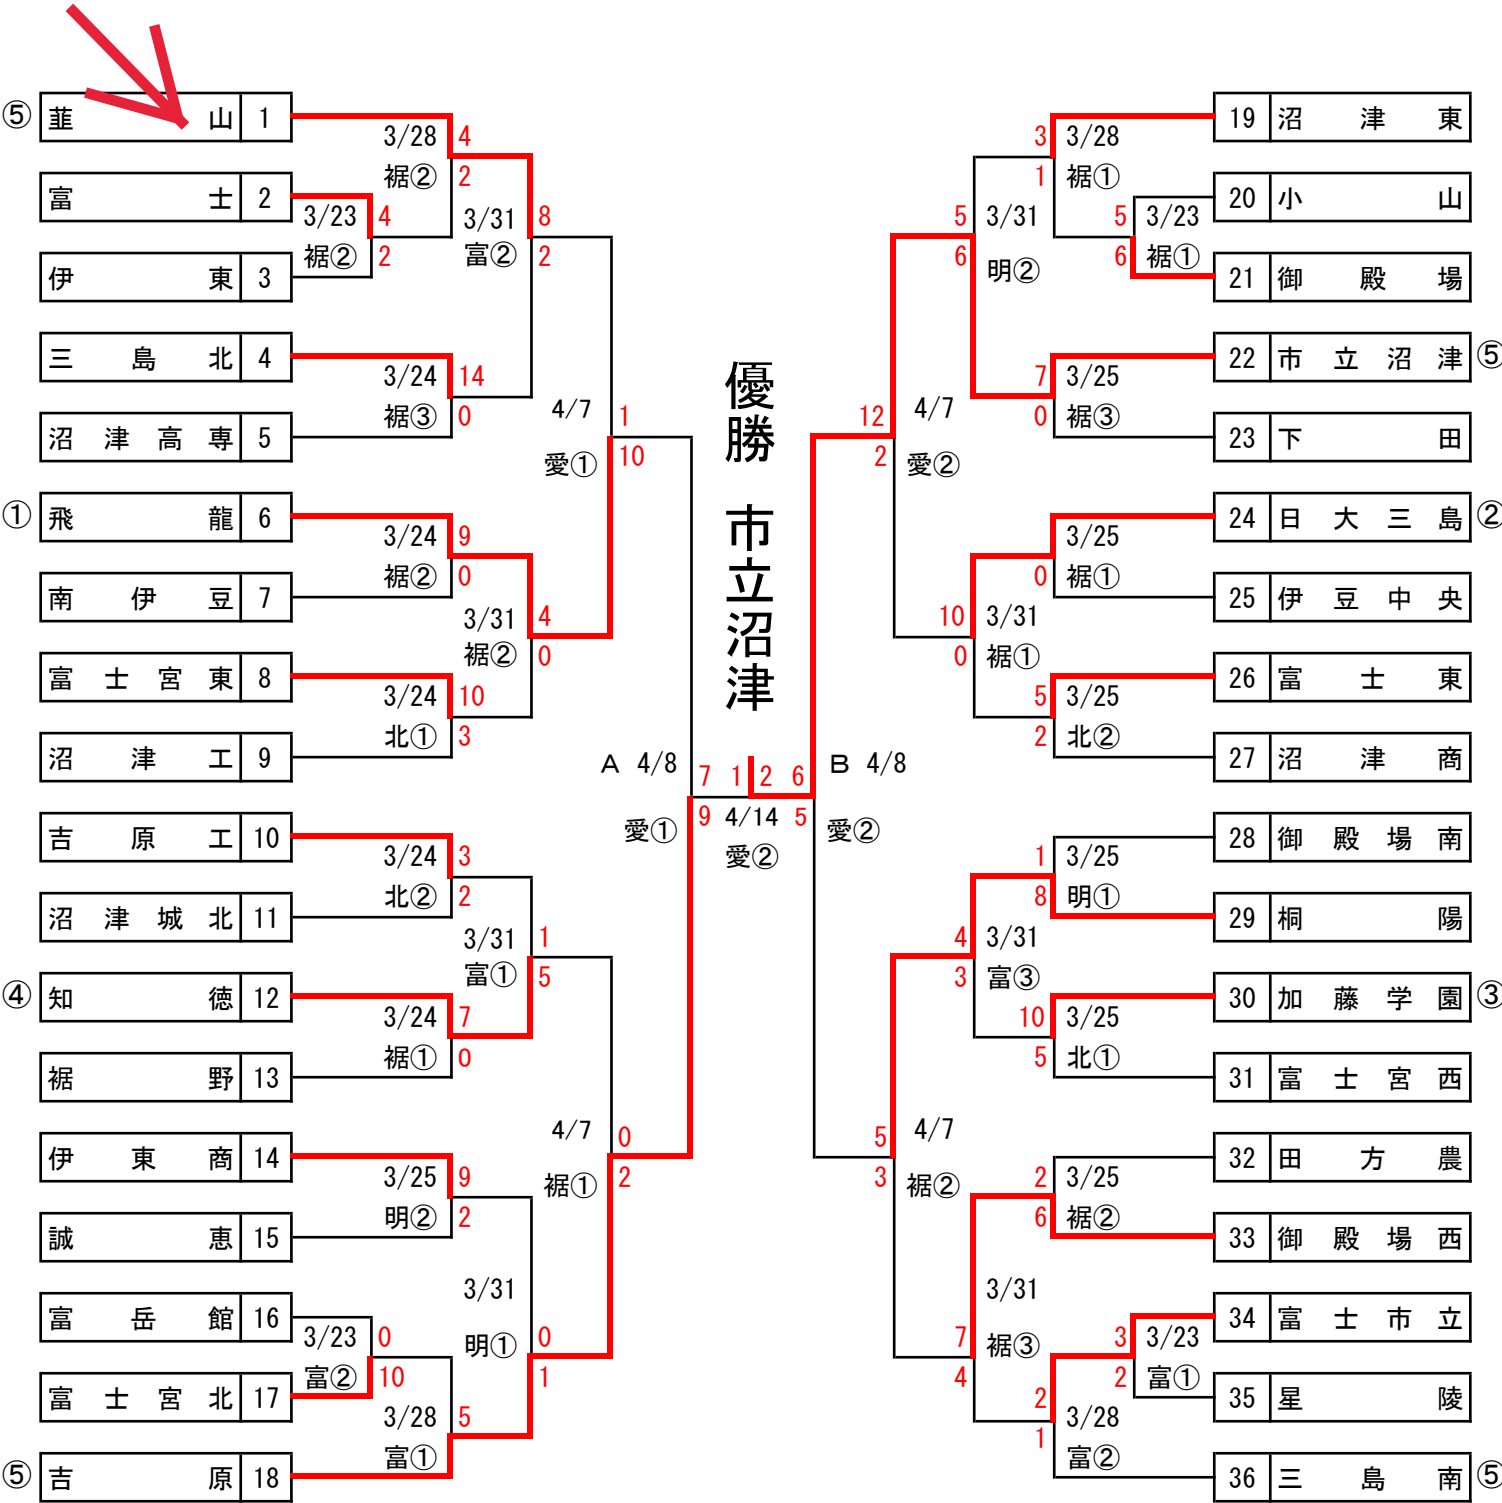 ⑤ 韮山 1
3/28 4
裾② 2
富士 2
3/23 4
裾② 2
伊東 3
3/31 8
富② 2
三島北 4
3/24 14
裾③ 0
沼津高専 5
4/7 1
愛① 10
① 飛龍 6
3/24 9
裾② 0
南伊豆 7
3/31 4
裾② 0
富士宮東 8
3/24 10
北① 3
沼津工 9
A 4/8 7
愛① 9
吉原工 10
3/24 3
北② 2
沼津城北 11
3/31 1
富① 5
④ 知徳 12
3/24 7
裾① 0
裾野 13
4/7 0
裾① 2
伊東商 14
3/25 9
明② 2
誠恵 15
3/31 0
明① 1
富岳館 16
3/23 0
富② 10
富士宮北 17
3/28 5
富①
⑤ 吉原 18
優勝 市立沼津
1 2
4/14
愛②
19 沼津東
3 3/28
1 裾①
20 小山
5 3/23
6 裾①
21 御殿場
5 3/31
6 明②
22 市立沼津 ⑤
7 3/25
0 裾③
23 下田
12 4/7
2 愛②
24 日大三島 ②
3/25
0 裾①
25 伊豆中央
10 3/31
0 裾①
26 富士東
5 3/25
2 北②
27 沼津商
6 B 4/8
5 愛②
28 御殿場南
1 3/25
8 明①
29 桐陽
4 3/31
3 富③
30 加藤学園 ③
10 3/25
5 北①
31 富士宮西
5 4/7
3 裾②
32 田方農
2 3/25
6 裾②
33 御殿場西
3/31
7 裾③
4
34 富士市立
3 3/23
2 富①
35 星陵
2 3/28
1 富②
36 三島南 ⑤